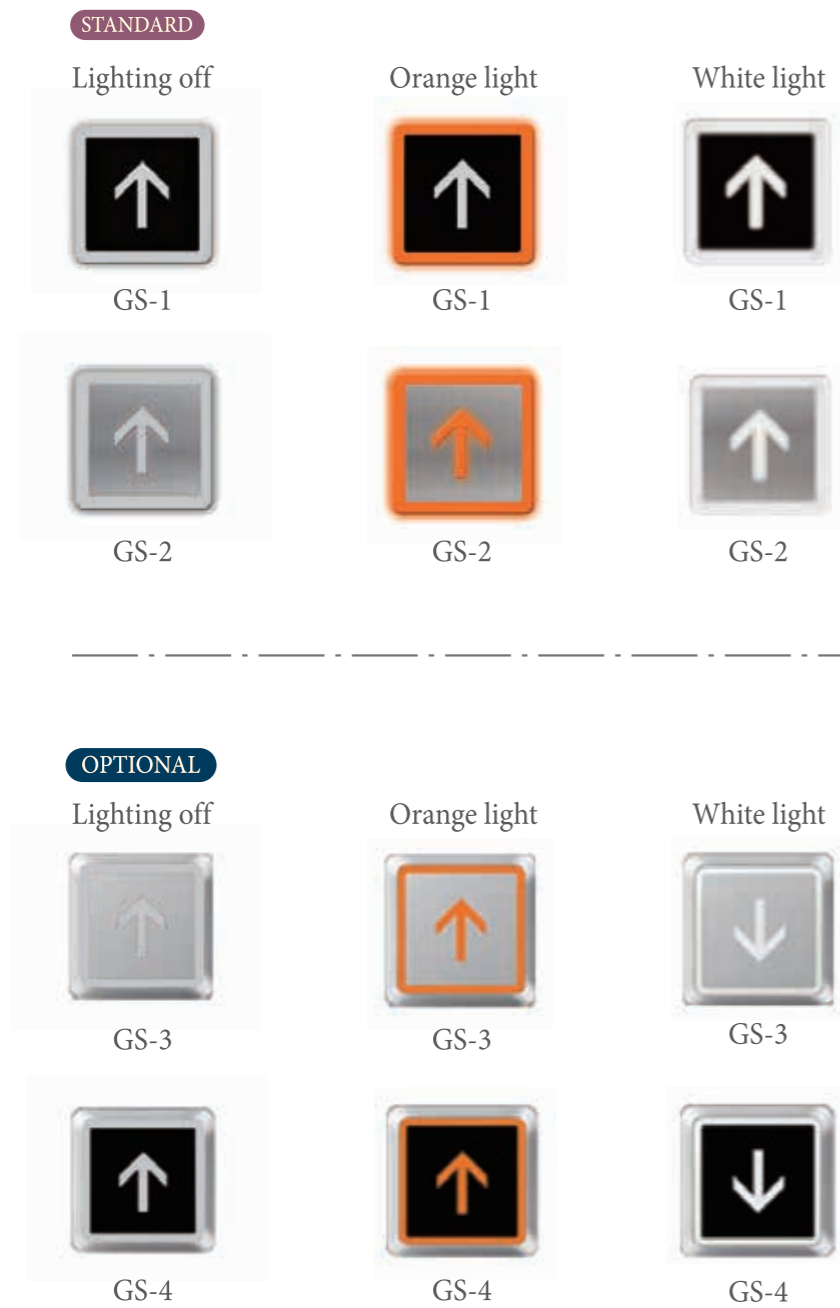 STANDARD
Lighting off Orange light White light
GS-1 GS-1 GS-1
GS-2 GS-2 GS-2
OPTIONAL
Lighting off Orange light White light
GS-3 GS-3 GS-3
GS-4 GS-4 GS-4